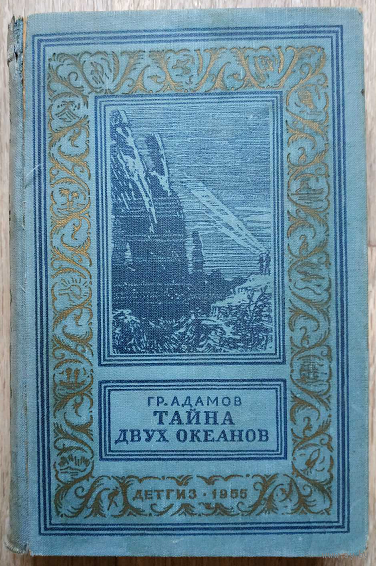 ГР. АДАМОВ
ТАЙНА
ДВУХ ОКЕАНОВ
ДЕТГИЗ · 1955